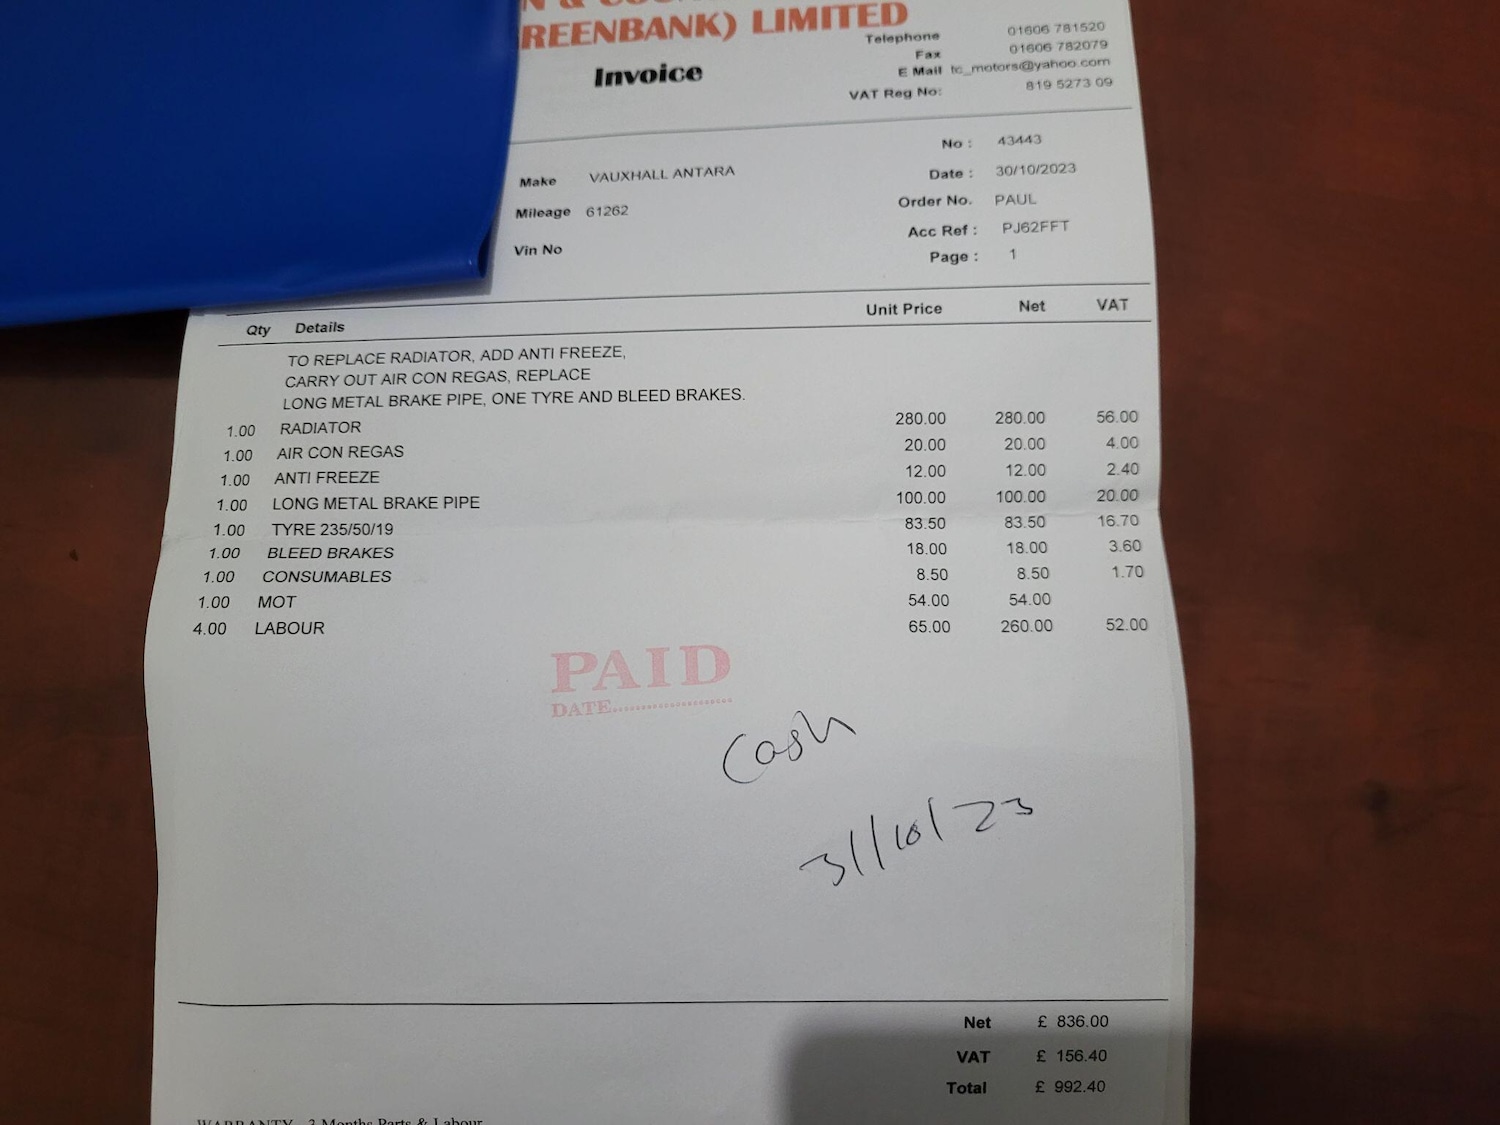 REENBANK) LIMITED
Invoice
Telephone 01606 781520
Fax 01606 782079
E Mail tc_motors@yahoo.com
VAT Reg No: 819 5273 09
Make VAUXHALL ANTARA
Mileage 61262
Vin No
No : 43443
Date : 30/10/2023
Order No. PAUL
Acc Ref : PJ62FFT
Page : 1
Qty Details Unit Price Net VAT
TO REPLACE RADIATOR, ADD ANTI FREEZE,
CARRY OUT AIR CON REGAS, REPLACE
LONG METAL BRAKE PIPE, ONE TYRE AND BLEED BRAKES.
1.00 RADIATOR 280.00 280.00 56.00
1.00 AIR CON REGAS 20.00 20.00 4.00
1.00 ANTI FREEZE 12.00 12.00 2.40
1.00 LONG METAL BRAKE PIPE 100.00 100.00 20.00
1.00 TYRE 235/50/19 83.50 83.50 16.70
1.00 BLEED BRAKES 18.00 18.00 3.60
1.00 CONSUMABLES 8.50 8.50 1.70
1.00 MOT 54.00 54.00
4.00 LABOUR 65.00 260.00 52.00
PAID
DATE......................
Cash
31/10/23
Net £ 836.00
VAT £ 156.40
Total £ 992.40
WARRANTY 3 Months Parts & Labour